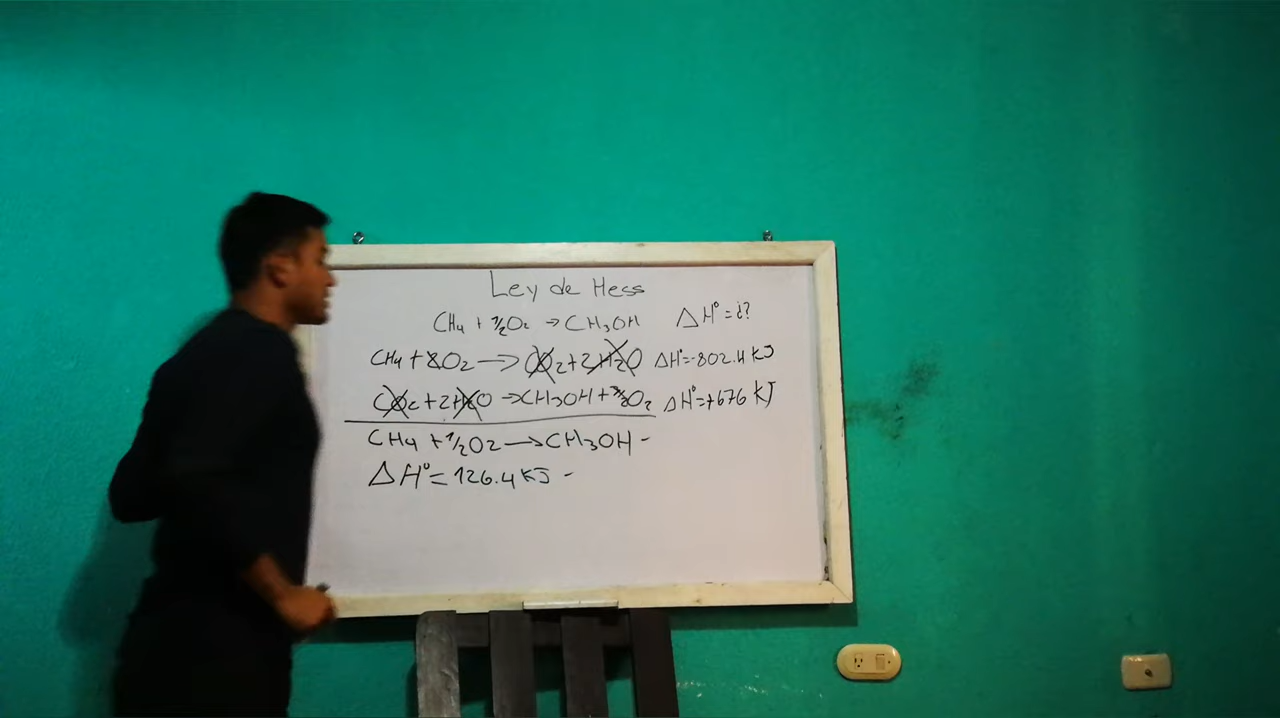 Ley de Hess
CH4 + 1/2O2 → CH3OH ΔH° = ¿?
CH4 + 2O2 → CO2 + 2H2O ΔH°=-802.4 KJ
CO2 + 2H2O → CH3OH + 3/2O2 ΔH°=+676 KJ
CH4 + 1/2O2 → CH3OH -
ΔH° = 126.4 KJ -